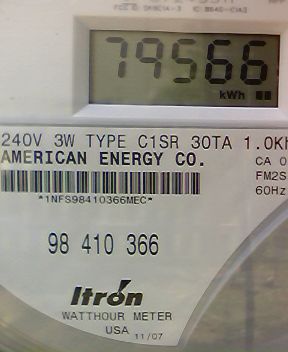 79566
kWh
240V 3W TYPE C1SR 30TA 1.0
AMERICAN ENERGY CO.
CA 0
FM2S
*1NFS98410366MEC*
60Hz
98 410 366
Itron
WATTHOUR METER
USA 11/07